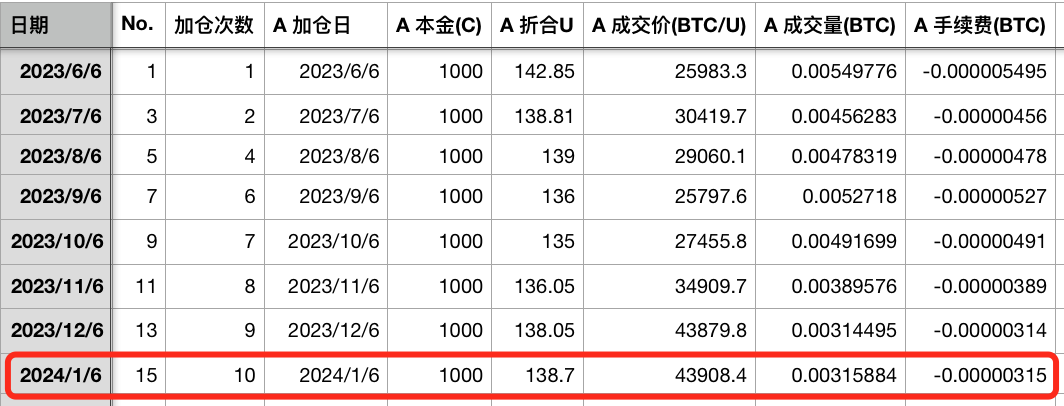 日期 No. 加仓次数 A 加仓日 A 本金(C) A 折合U A 成交价(BTC/U) A 成交量(BTC) A 手续费(BTC)
2023/6/6 1 1 2023/6/6 1000 142.85 25983.3 0.00549776 -0.000005495
2023/7/6 3 2 2023/7/6 1000 138.81 30419.7 0.00456283 -0.00000456
2023/8/6 5 4 2023/8/6 1000 139 29060.1 0.00478319 -0.00000478
2023/9/6 7 6 2023/9/6 1000 136 25797.6 0.0052718 -0.00000527
2023/10/6 9 7 2023/10/6 1000 135 27455.8 0.00491699 -0.00000491
2023/11/6 11 8 2023/11/6 1000 136.05 34909.7 0.00389576 -0.00000389
2023/12/6 13 9 2023/12/6 1000 138.05 43879.8 0.00314495 -0.00000314
2024/1/6 15 10 2024/1/6 1000 138.7 43908.4 0.00315884 -0.00000315